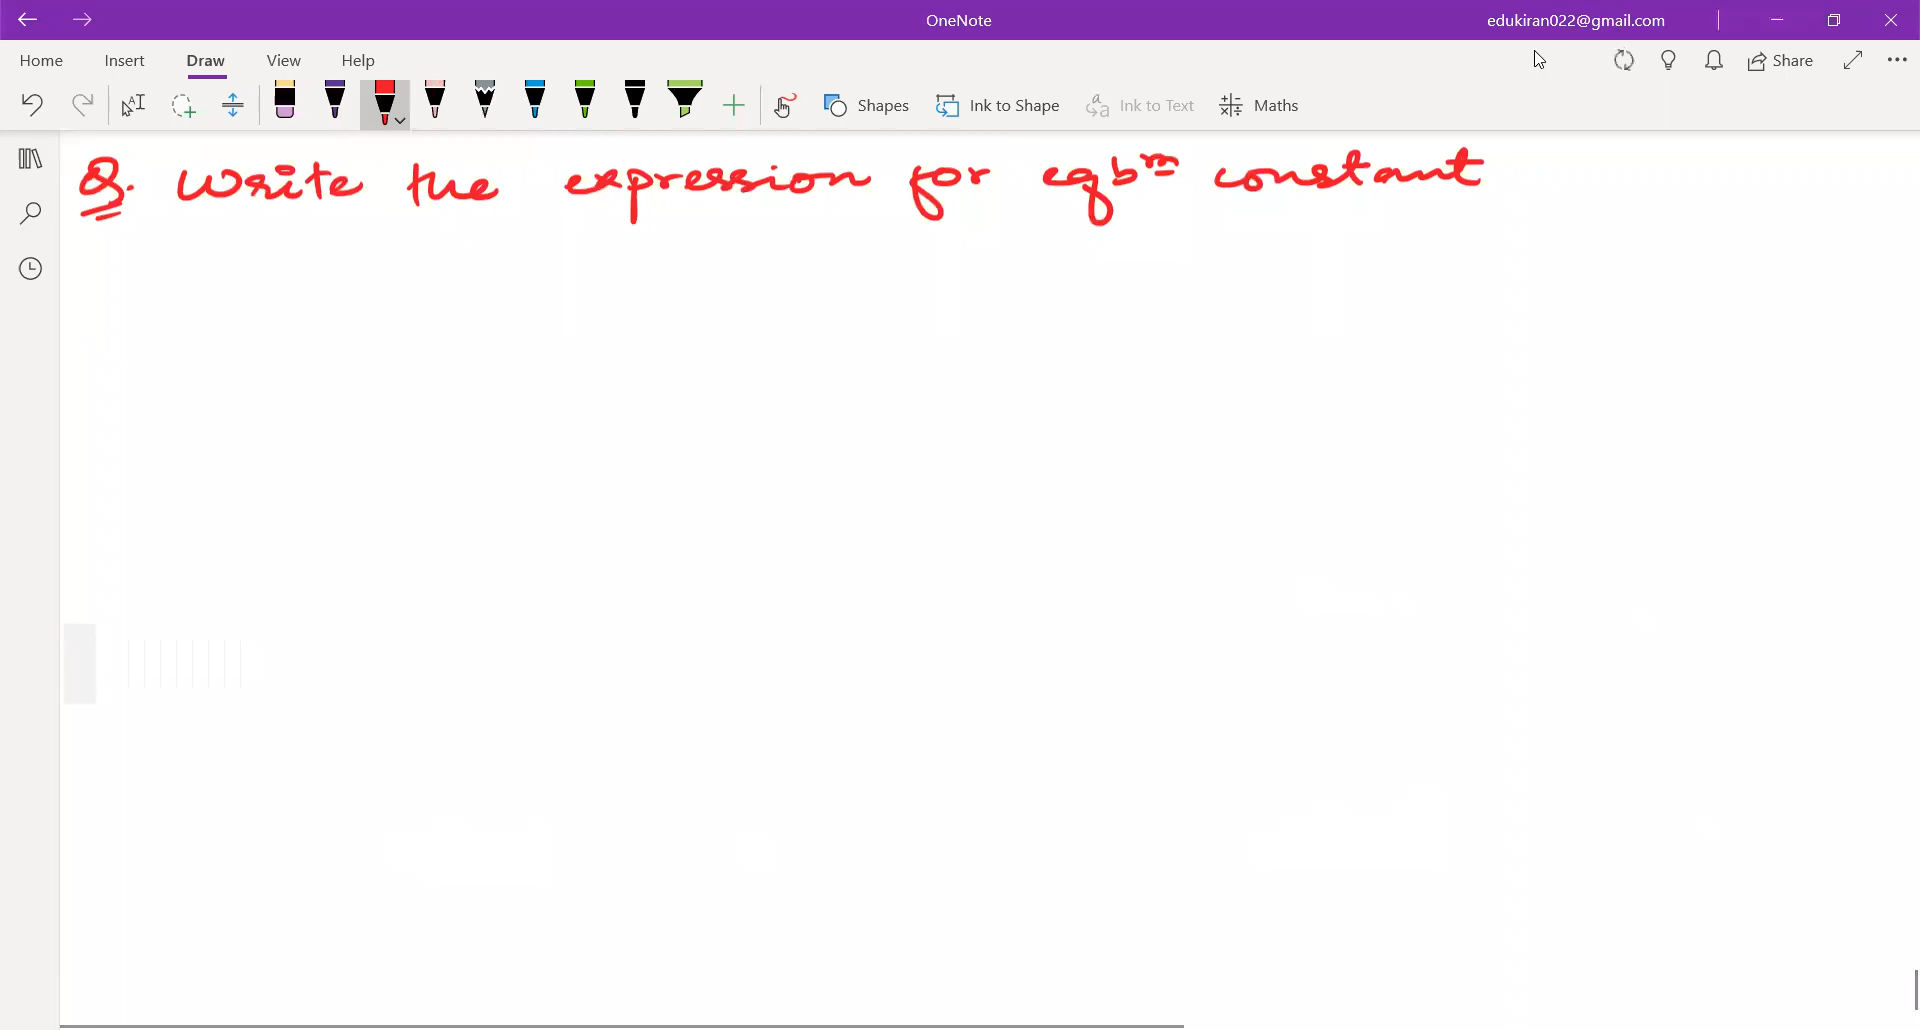 OneNote
edukiran022@gmail.com
Home Insert Draw View Help
Share
Shapes Ink to Shape Ink to Text Maths
Q. Write the expression for eqbm constant